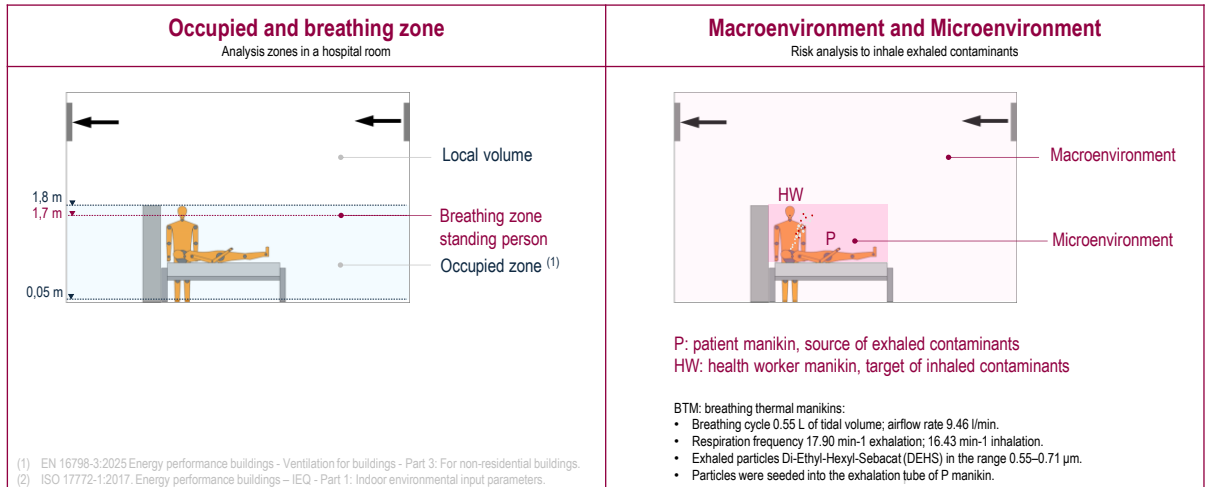 Occupied and breathing zone
Analysis zones in a hospital room
Local volume
1,8 m
1,7 m
Breathing zone
standing person
Occupied zone (1)
0,05 m
(1) EN 16798-3:2025 Energy performance buildings - Ventilation for buildings - Part 3: For non-residential buildings.
(2) ISO 17772-1:2017. Energy performance buildings – IEQ - Part 1: Indoor environmental input parameters.
Macroenvironment and Microenvironment
Risk analysis to inhale exhaled contaminants
Macroenvironment
HW
P
Microenvironment
P: patient manikin, source of exhaled contaminants
HW: health worker manikin, target of inhaled contaminants
BTM: breathing thermal manikins:
• Breathing cycle 0.55 L of tidal volume; airflow rate 9.46 l/min.
• Respiration frequency 17.90 min-1 exhalation; 16.43 min-1 inhalation.
• Exhaled particles Di-Ethyl-Hexyl-Sebacat (DEHS) in the range 0.55–0.71 µm.
• Particles were seeded into the exhalation tube of P manikin.